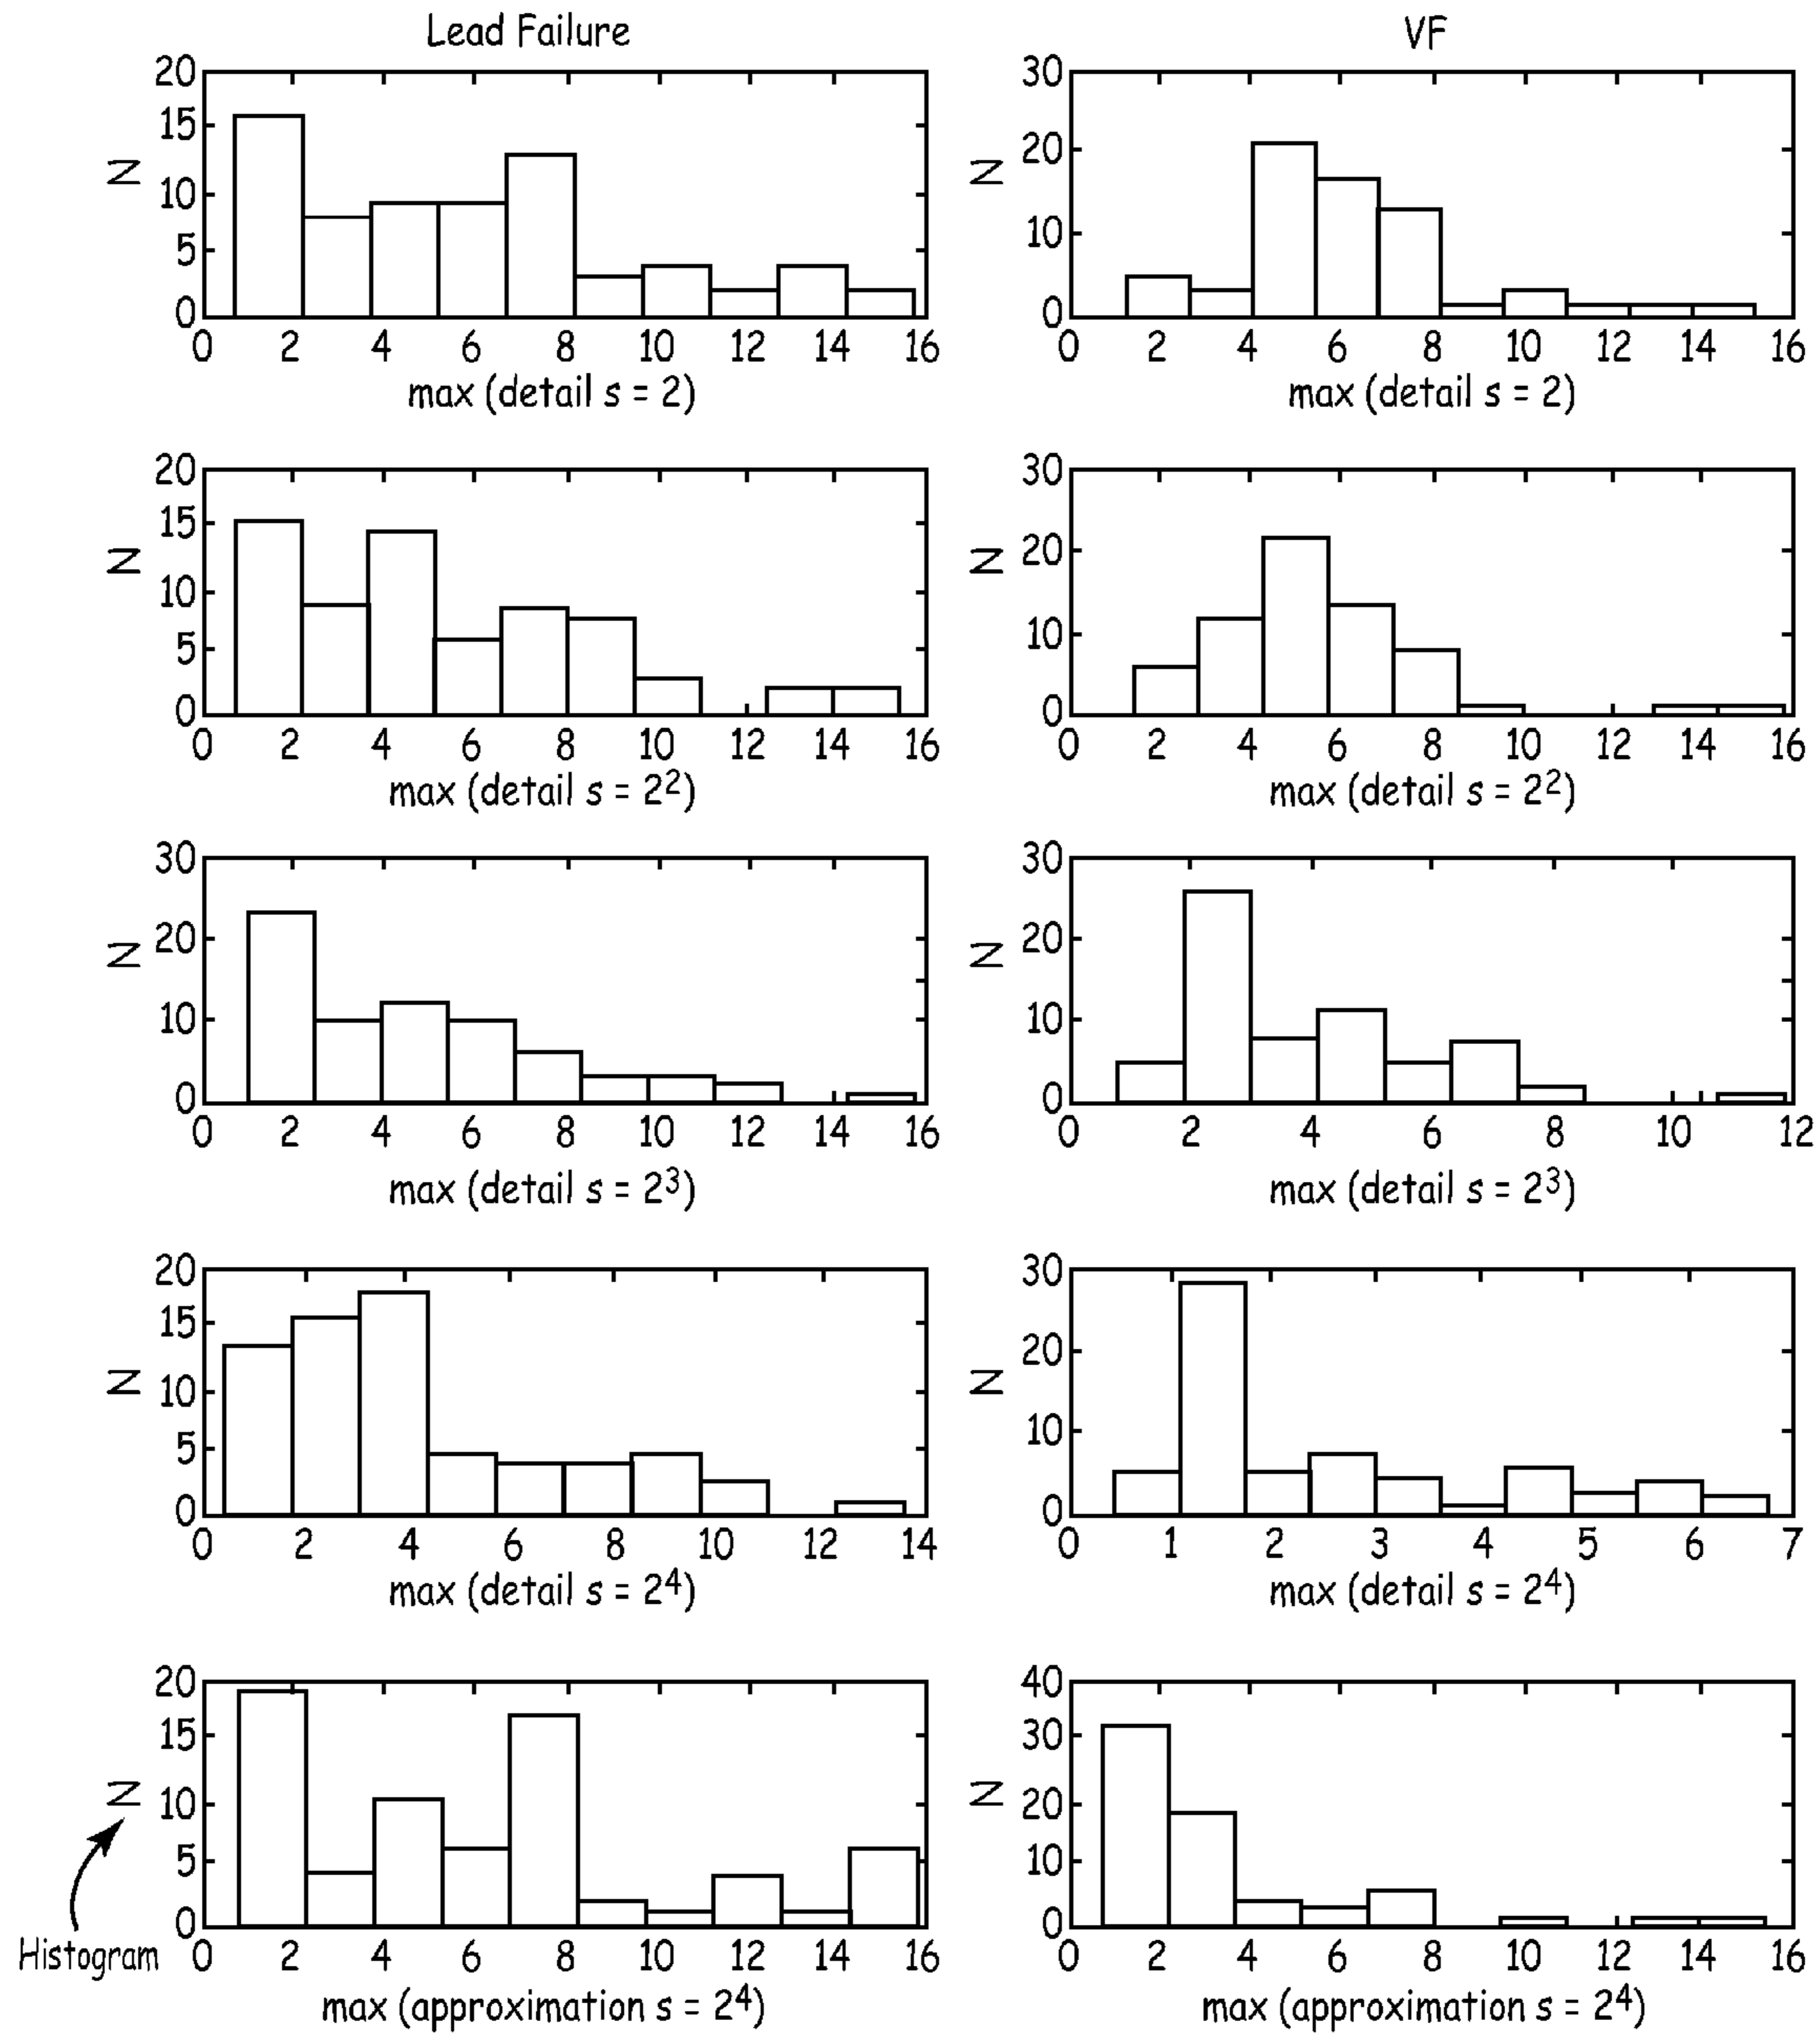 Lead Failure VF
20 30
15 20
N N
10 10
5
0 0
0 2 4 6 8 10 12 14 16 0 2 4 6 8 10 12 14 16
max (detail s = 2) max (detail s = 2)
20 30
15 20
N N
10 10
5
0 0
0 2 4 6 8 10 12 14 16 0 2 4 6 8 10 12 14 16
max (detail s = 2²) max (detail s = 2²)
30 30
20 20
N N
10 10
0 0
0 2 4 6 8 10 12 14 16 0 2 4 6 8 10 12
max (detail s = 2³) max (detail s = 2³)
20 30
15 20
N N
10 10
5
0 0
0 2 4 6 8 10 12 14 0 1 2 3 4 5 6 7
max (detail s = 2⁴) max (detail s = 2⁴)
20 40
15 30
N N
10 20
5 10
0 0
Histogram 0 2 4 6 8 10 12 14 16 0 2 4 6 8 10 12 14 16
max (approximation s = 2⁴) max (approximation s = 2⁴)